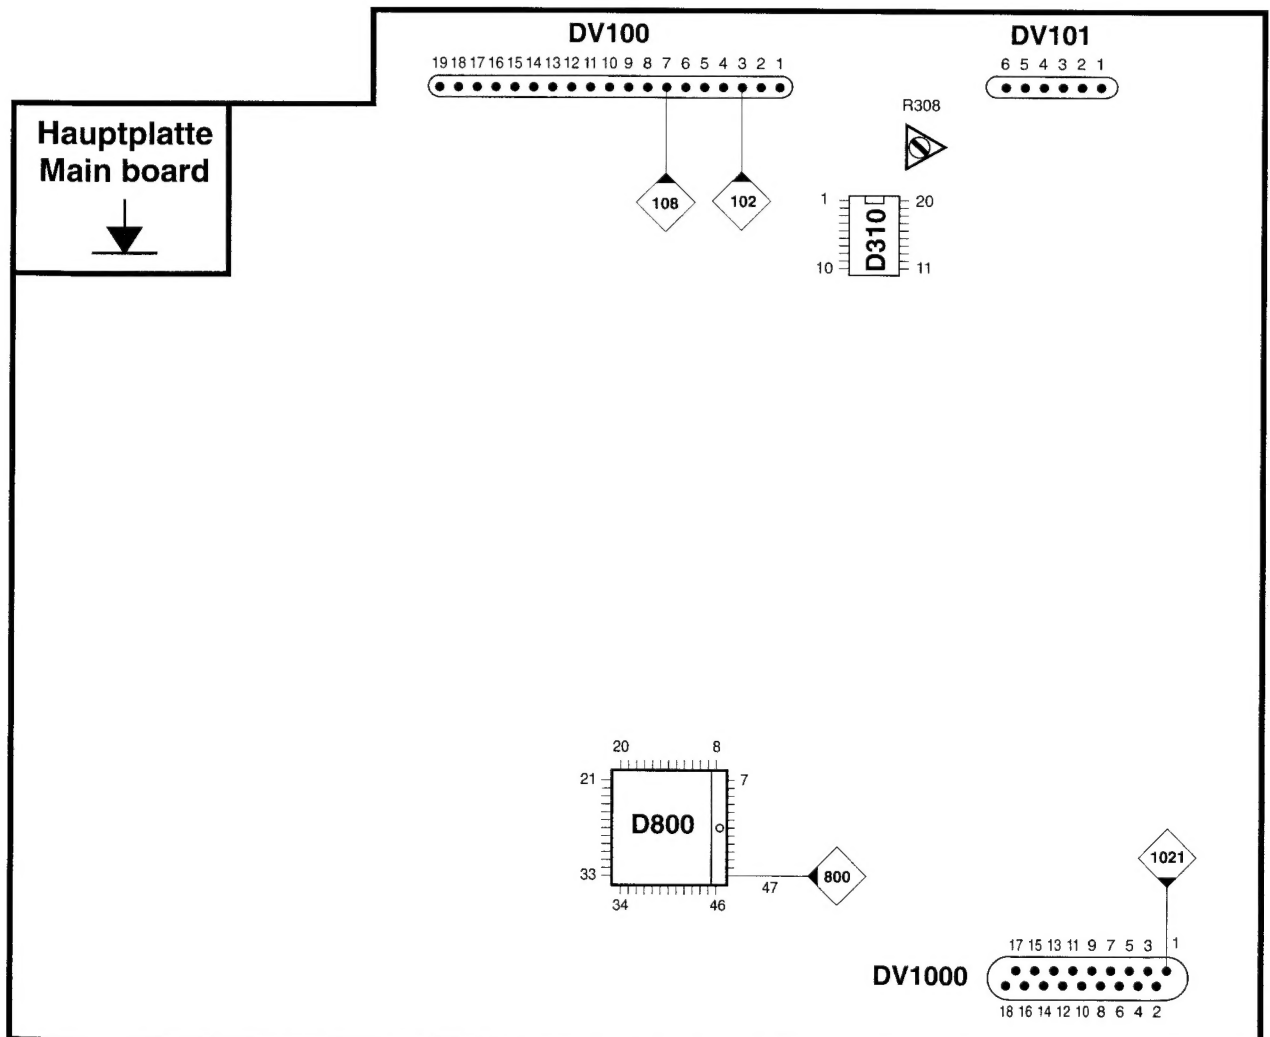 DV100
DV101
19 18 17 16 15 14 13 12 11 10 9 8 7 6 5 4 3 2 1
6 5 4 3 2 1
R308
Hauptplatte
Main board
108
102
1
20
D310
10
11
20
8
21
7
D800
33
47
800
34
46
1021
17 15 13 11 9 7 5 3 1
DV1000
18 16 14 12 10 8 6 4 2